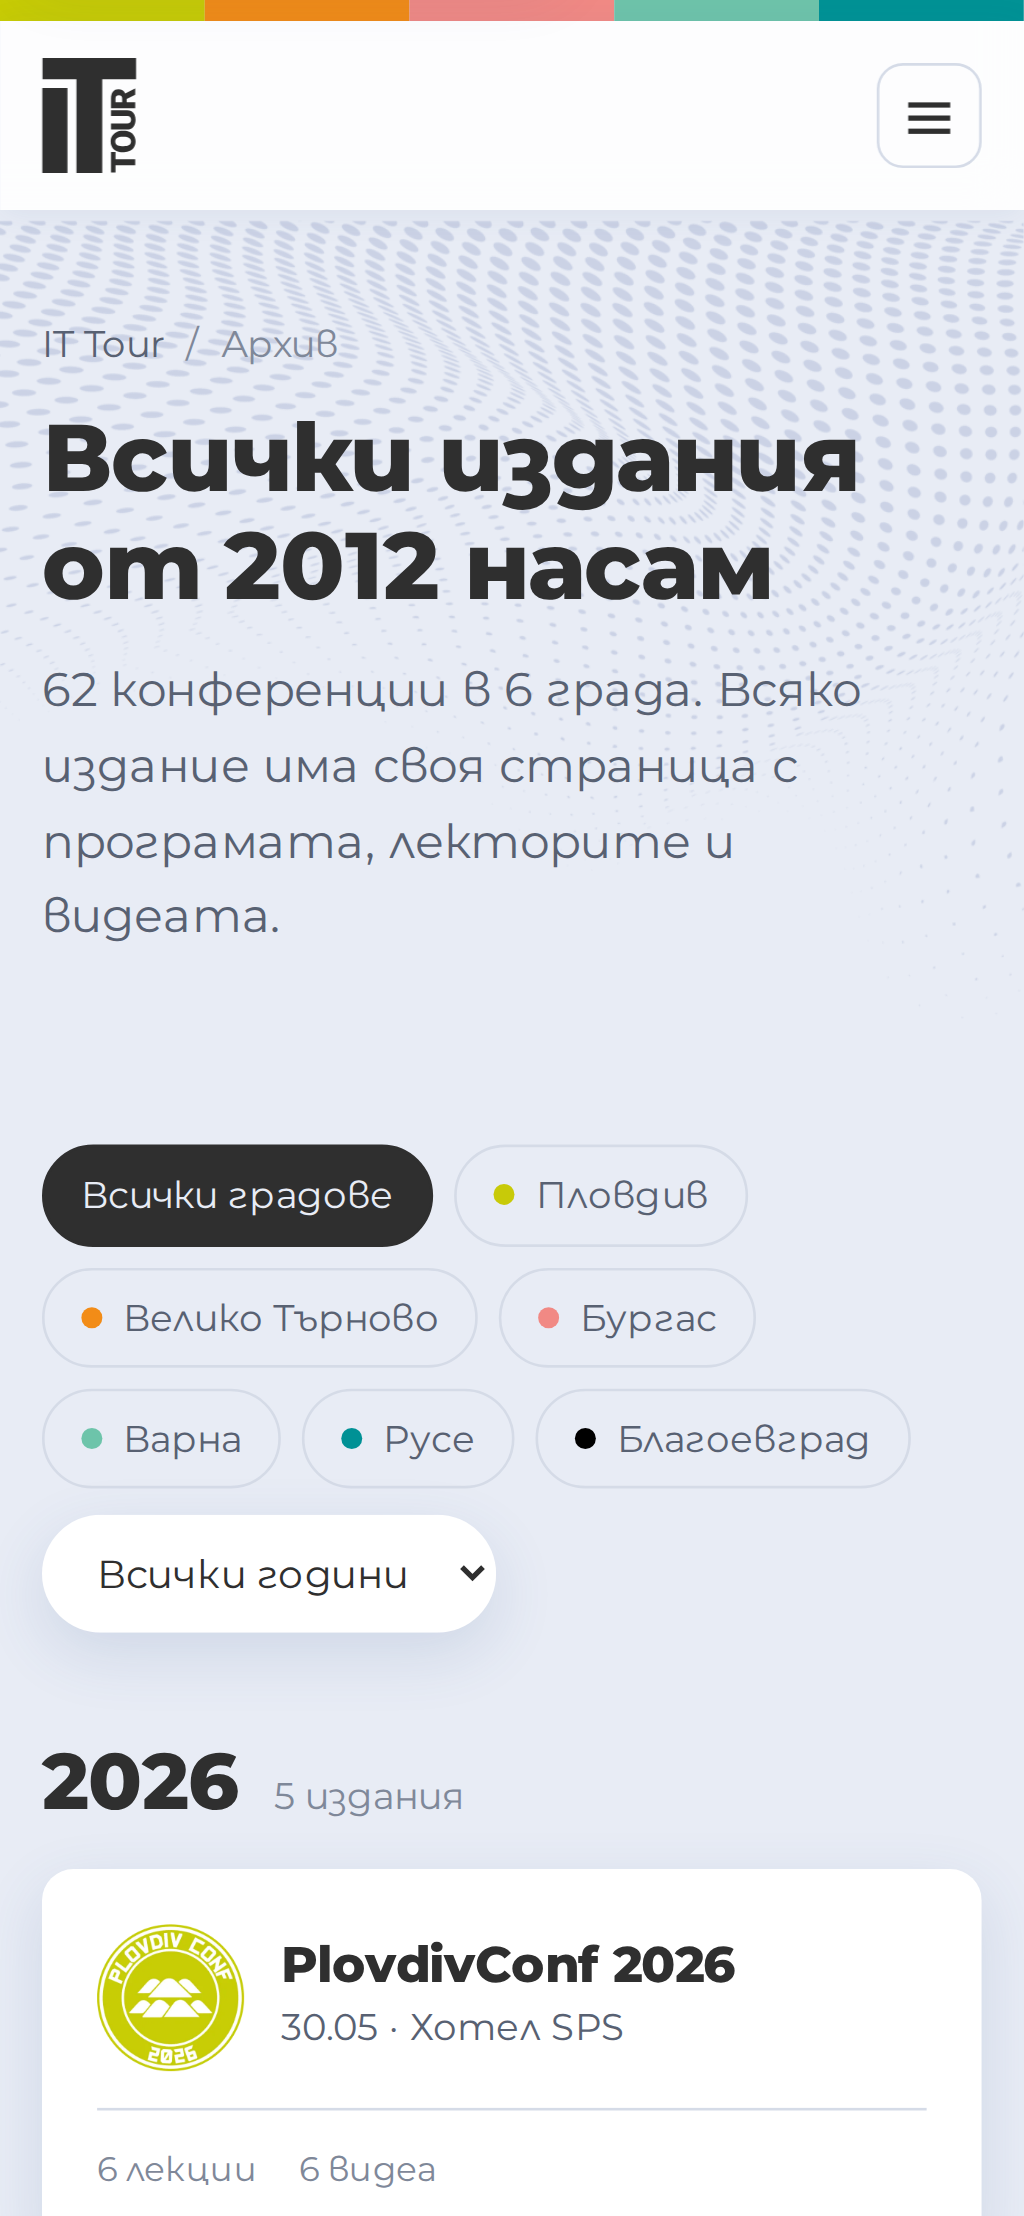 iT TOUR
IT Tour / Архив
Всички издания
от 2012 насам
62 конференции в 6 града. Всяко
издание има своя страница с
програмата, лекторите и
видеата.
Всички градове
Пловдив
Велико Търново
Бургас
Варна
Русе
Благоевград
Всички години
2026 5 издания
PLOVDIV CONF
2026
PlovdivConf 2026
30.05 · Хотел SPS
6 лекции 6 видеа